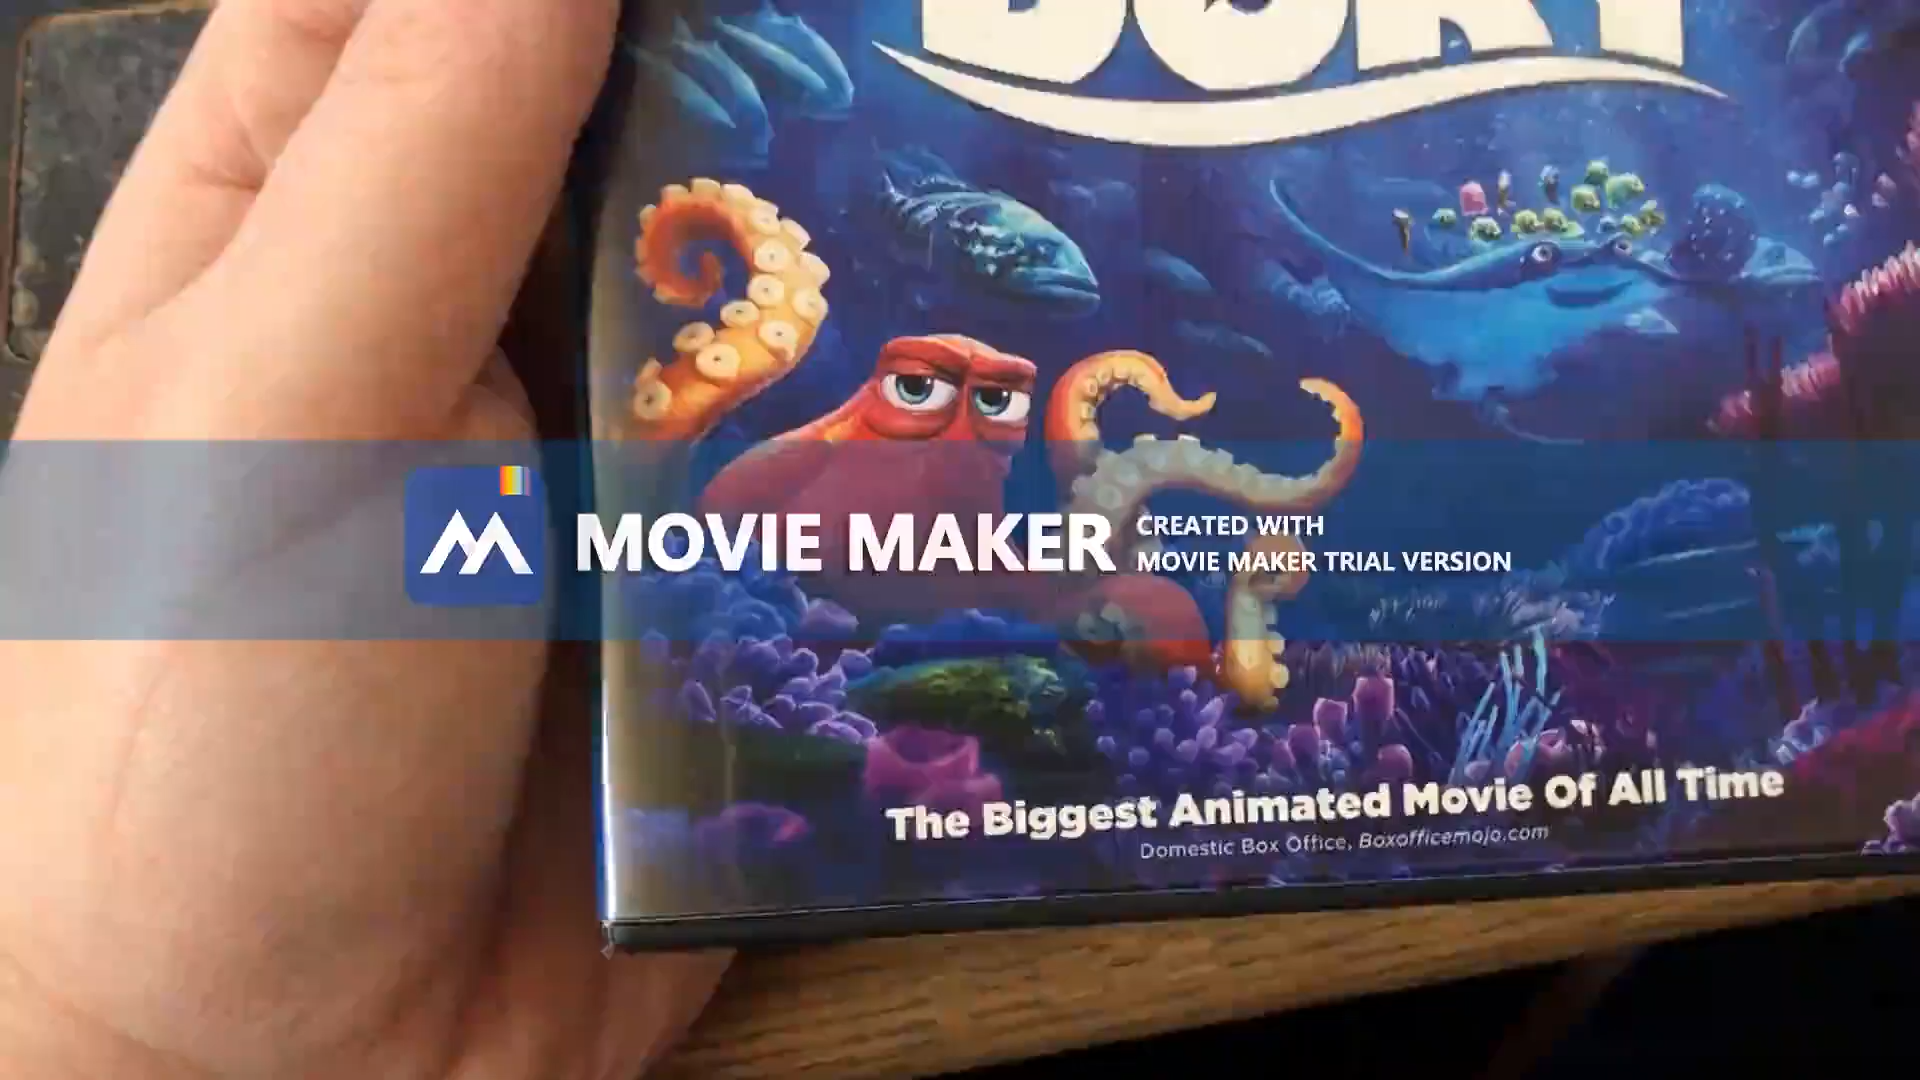 DORY
MOVIE MAKER
CREATED WITH
MOVIE MAKER TRIAL VERSION
The Biggest Animated Movie Of All Time
Domestic Box Office, Boxofficemojo.com